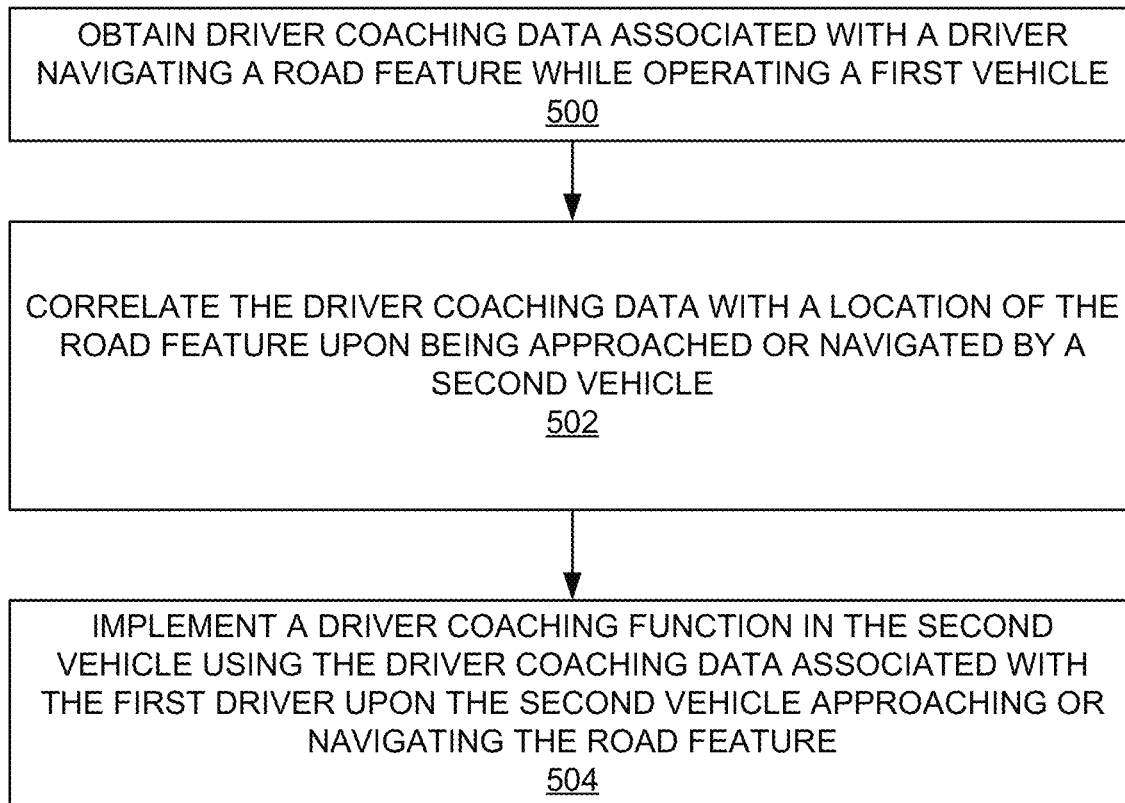 OBTAIN DRIVER COACHING DATA ASSOCIATED WITH A DRIVER
NAVIGATING A ROAD FEATURE WHILE OPERATING A FIRST VEHICLE
500
CORRELATE THE DRIVER COACHING DATA WITH A LOCATION OF THE
ROAD FEATURE UPON BEING APPROACHED OR NAVIGATED BY A
SECOND VEHICLE
502
IMPLEMENT A DRIVER COACHING FUNCTION IN THE SECOND
VEHICLE USING THE DRIVER COACHING DATA ASSOCIATED WITH
THE FIRST DRIVER UPON THE SECOND VEHICLE APPROACHING OR
NAVIGATING THE ROAD FEATURE
504